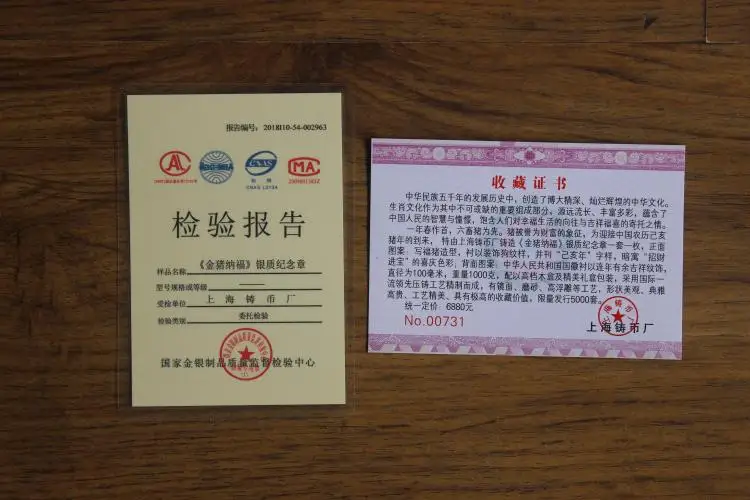 报告编号：2018I10-54-002963
CNAS
MA
检验报告
样品名称：《金猪纳福》银质纪念章
型号规格或等级 ——
受检单位：上海铸币厂
检验类别：委托检验
国家金银制品质量监督检验中心
收藏证书
中华民族五千年的发展历史中，创造了博大精深、灿烂辉煌的中华文化。
生肖文化作为其中不可或缺的重要组成部分，源远流长、丰富多彩，蕴含了
中国人民的智慧与憧憬，饱含人们对幸福生活的向往与吉祥福喜的寄托之情。
一年春作首，六畜猪为先。猪被誉为财富的象征，为迎接中国农历己亥
猪年的到来，特由上海铸币厂铸造《金猪纳福》银质纪念章一套一枚，正面
图案：写福猪造型，衬以装饰狗纹样，并刊“己亥年”字样，暗寓“招财
进宝”的喜庆色彩；背面图案：中华人民共和国国徽衬以连年有余吉祥纹饰，
直径为100毫米，重量1000克，配以高档木盒及精美礼盒包装，采用国际一
流领先压铸工艺精制而成，有镜面、磨砂、高浮雕等工艺，形状美观、典雅
高贵、工艺精美、具有极高的收藏价值，限量发行5000套。
统一定价：6880元
No.00731
上海铸币厂